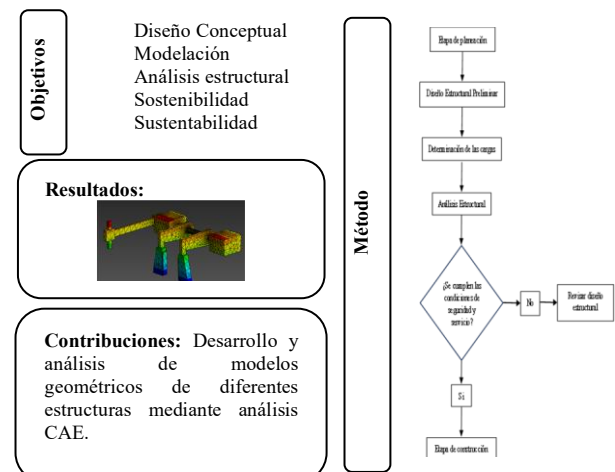 Objetivos
Diseño Conceptual
Modelación
Análisis estructural
Sostenibilidad
Sustentabilidad
Resultados:
Contribuciones: Desarrollo y
análisis de modelos
geométricos de diferentes
estructuras mediante análisis
CAE.
Método
Etapa de planeación
Diseño Estructural Preliminar
Determinación de las cargas
Análisis Estructural
¿Se cumplen las
condiciones de
seguridad y
servicio?
No
Revisar diseño
estructural
Si
Etapa de construcción